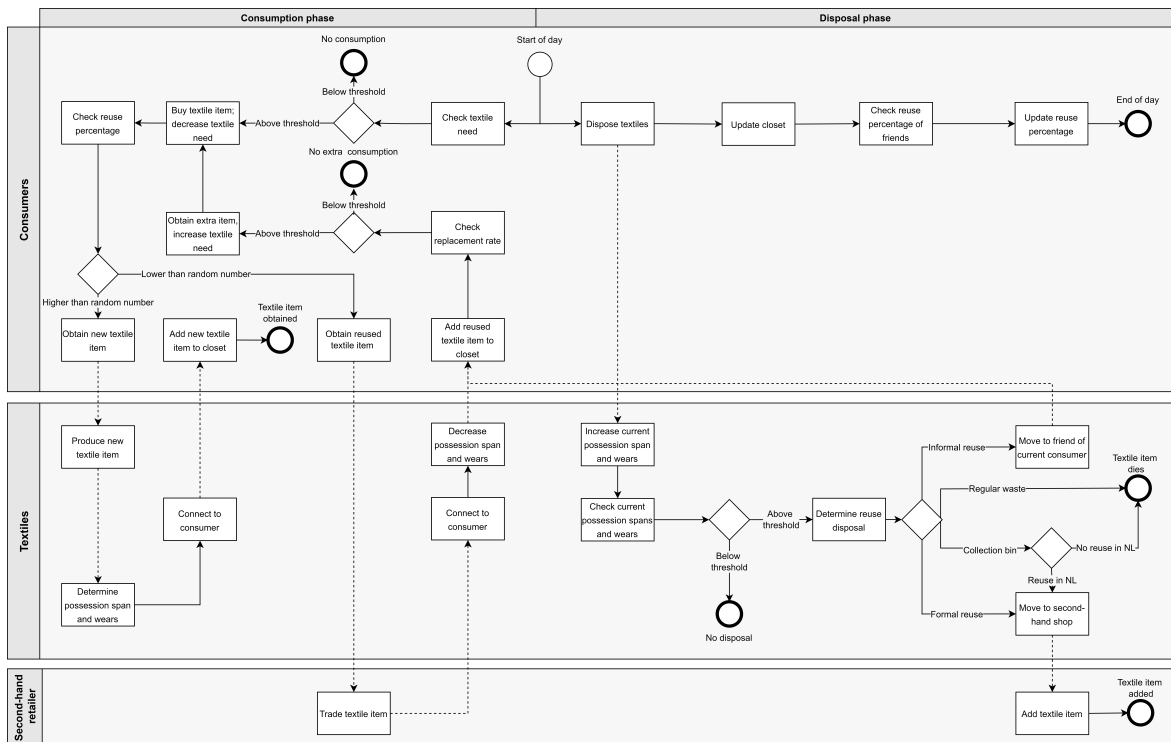 Consumption phase
Disposal phase
Consumers
No consumption
Start of day
Below threshold
Check reuse
percentage
Buy textile item;
decrease textile
need
Above threshold
Check textile
need
Dispose textiles
Update closet
Check reuse
percentage of
friends
Update reuse
percentage
End of day
No extra consumption
Below threshold
Obtain extra item,
increase textile
need
Above threshold
Check
replacement rate
Lower than random number
Higher than random number
Textile item
obtained
Obtain new textile
item
Add new textile
item to closet
Obtain reused
textile item
Add reused
textile item to
closet
Textiles
Produce new
textile item
Decrease
possession span
and wears
Increase current
possession span
and wears
Informal reuse
Move to friend of
current consumer
Textile item
dies
Regular waste
Connect to
consumer
Connect to
consumer
Check current
possession spans
and wears
Above
threshold
Determine reuse
disposal
Collection bin
No reuse in NL
Below
threshold
Reuse in NL
Determine
possession span
and wears
No disposal
Formal reuse
Move to second-
hand shop
Second-hand
retailer
Trade textile item
Add textile item
Textile item
added